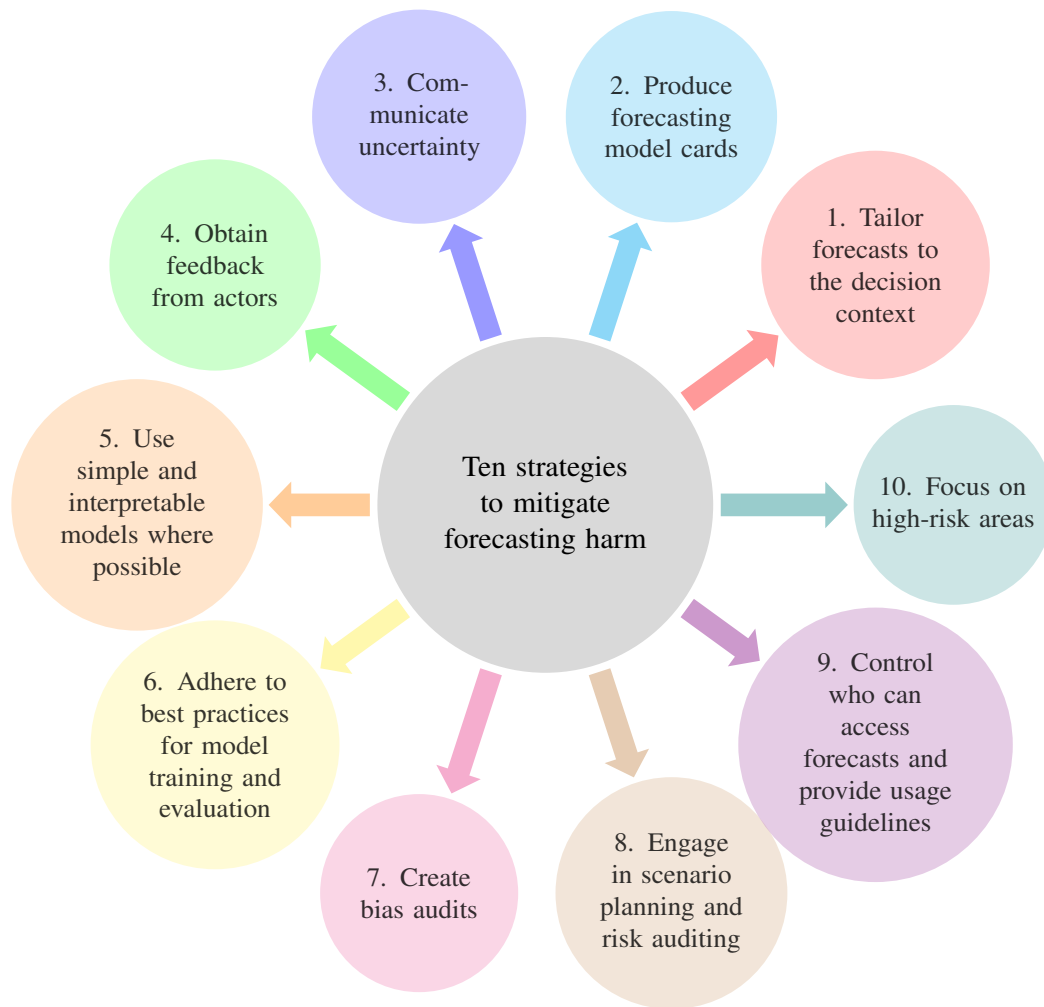 Ten strategies
to mitigate
forecasting harm
1. Tailor
forecasts to
the decision
context
2. Produce
forecasting
model cards
3. Com-
municate
uncertainty
4. Obtain
feedback
from actors
5. Use
simple and
interpretable
models where
possible
6. Adhere to
best practices
for model
training and
evaluation
7. Create
bias audits
8. Engage
in scenario
planning and
risk auditing
9. Control
who can
access
forecasts and
provide usage
guidelines
10. Focus on
high-risk areas